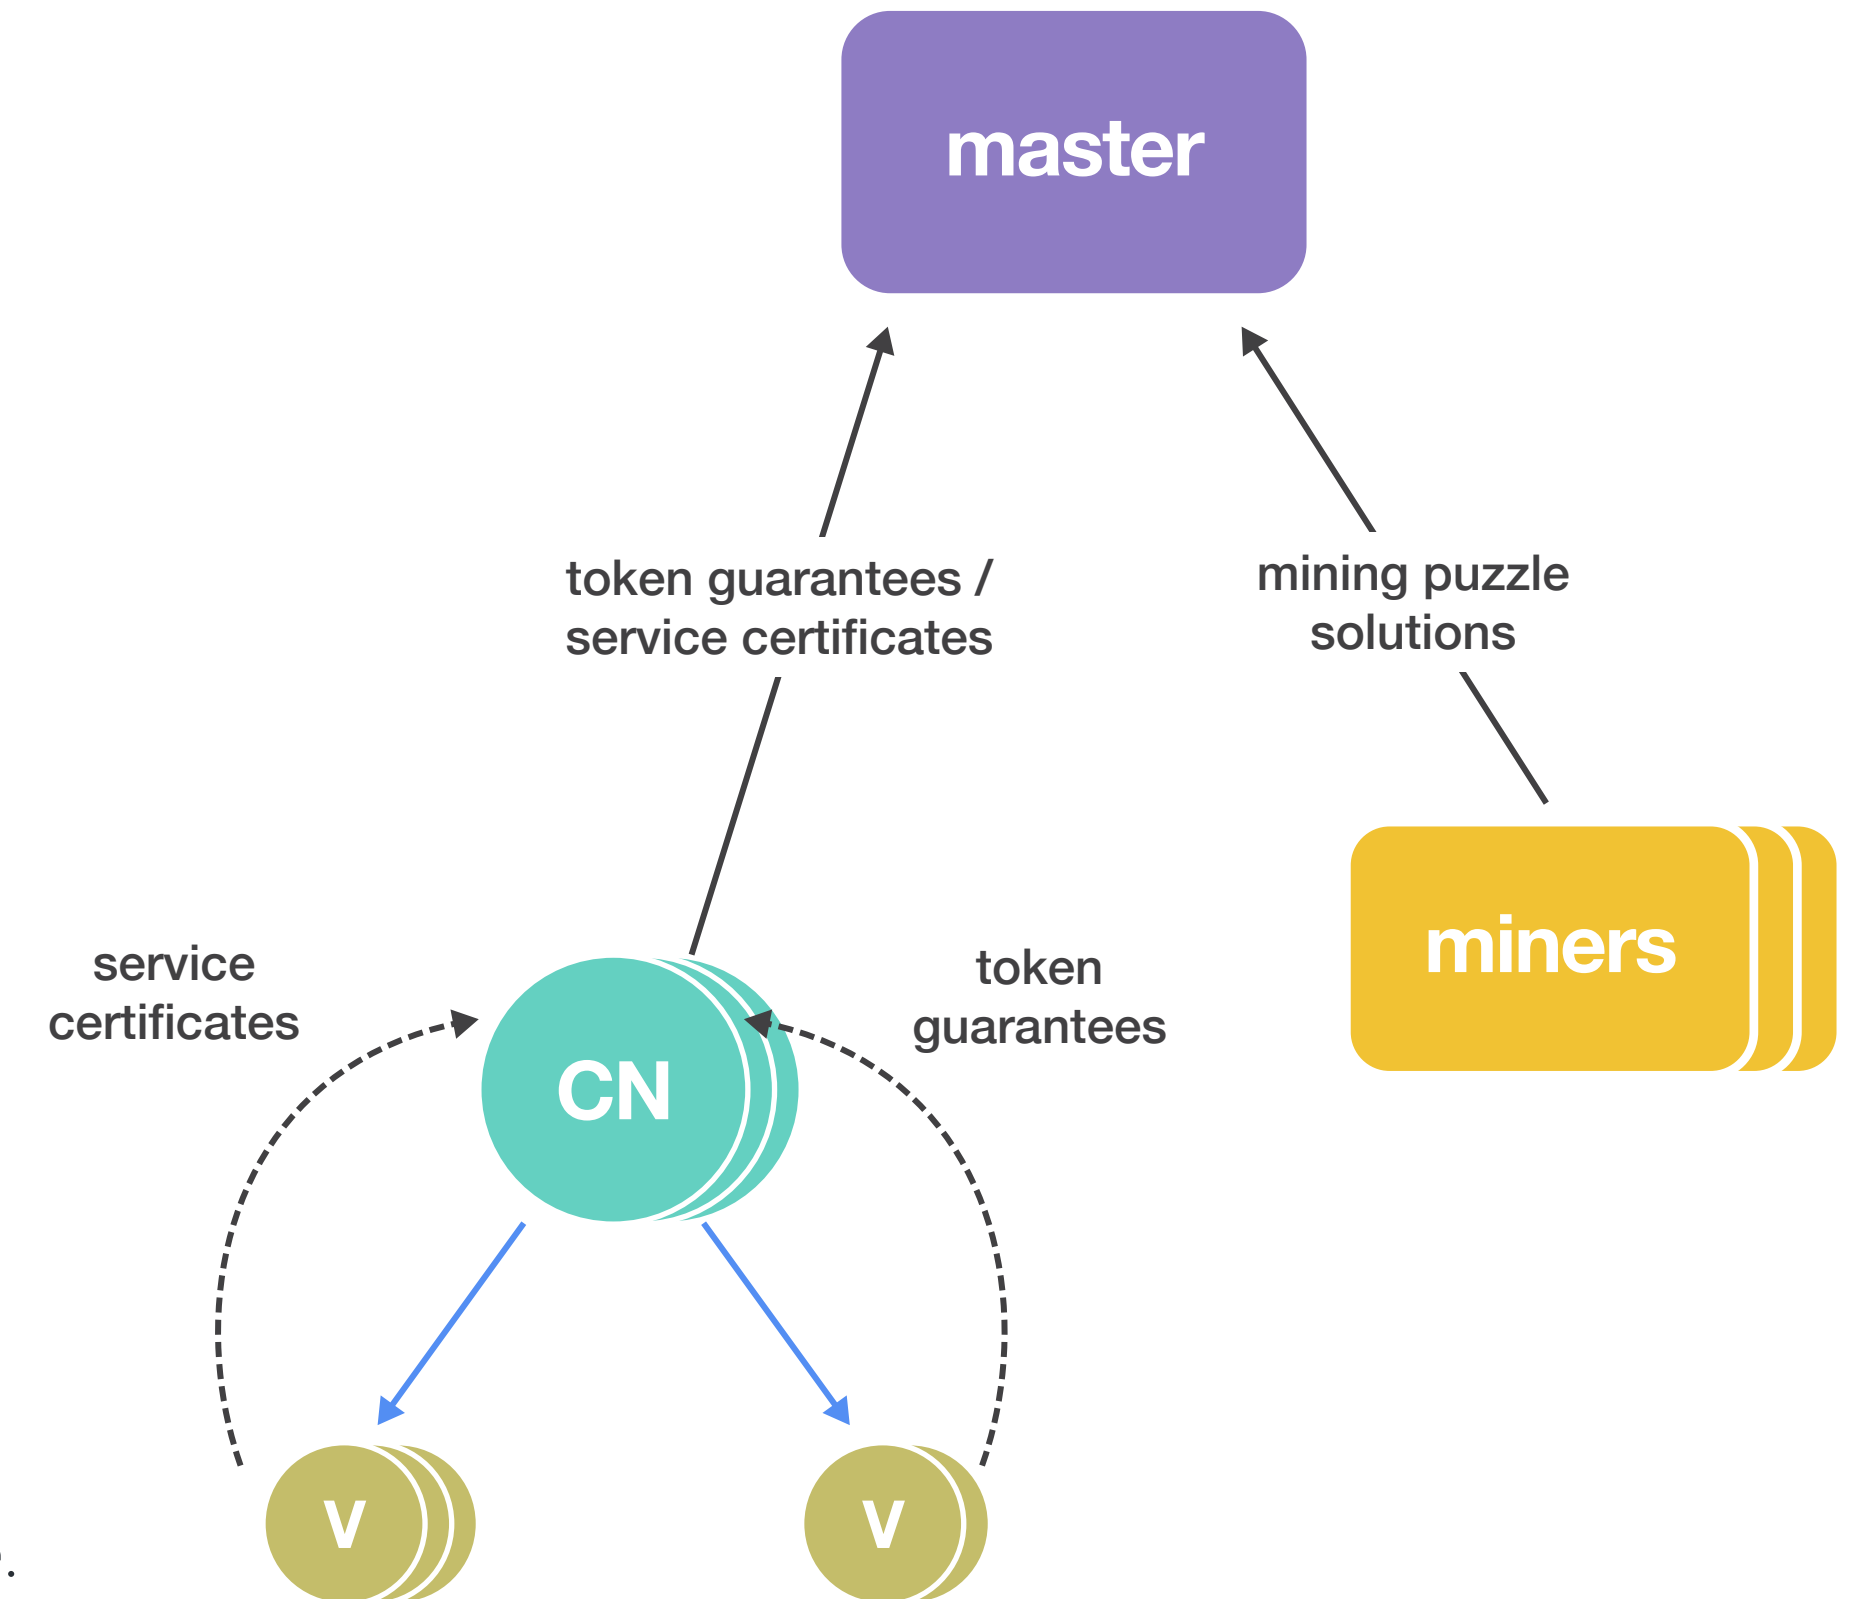 master
token guarantees /
service certificates
mining puzzle
solutions
miners
service
certificates
token
guarantees
CN
V
V
.